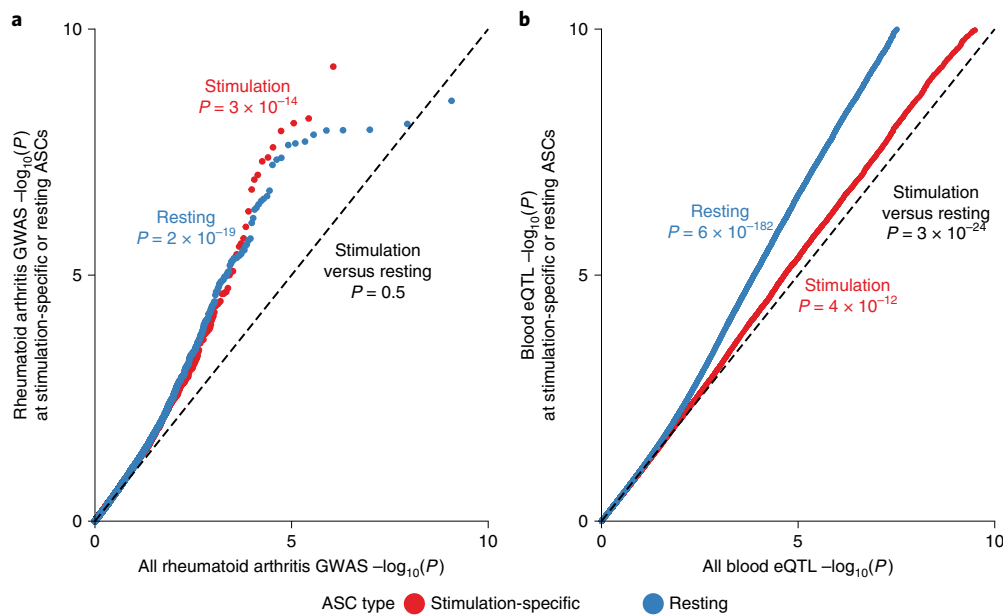 a
Rheumatoid arthritis GWAS –log₁₀(P)
at stimulation-specific or resting ASCs
10
5
0
Stimulation
P = 3 × 10⁻¹⁴
Resting
P = 2 × 10⁻¹⁹
Stimulation
versus resting
P = 0.5
0
5
10
All rheumatoid arthritis GWAS –log₁₀(P)
b
Blood eQTL –log₁₀(P)
at stimulation-specific or resting ASCs
10
5
0
Resting
P = 6 × 10⁻¹⁸²
Stimulation
versus resting
P = 3 × 10⁻²⁴
Stimulation
P = 4 × 10⁻¹²
0
5
10
All blood eQTL –log₁₀(P)
ASC type Stimulation-specific Resting